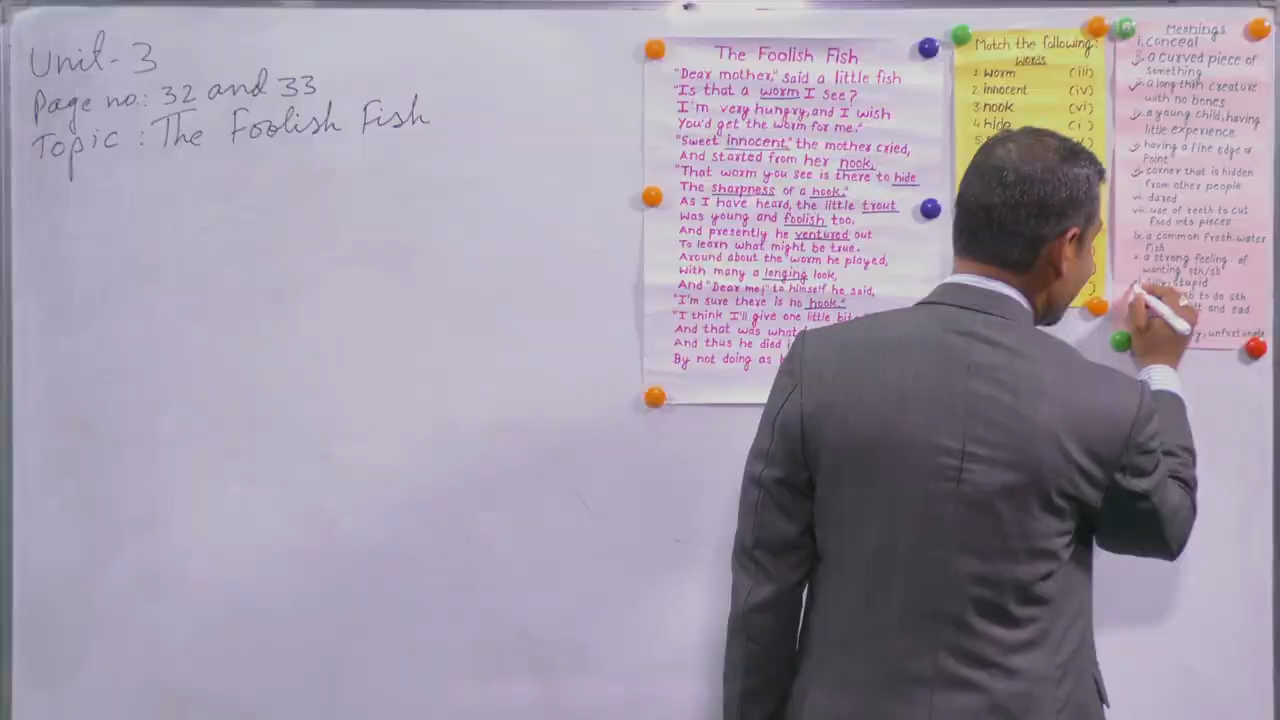 Unit - 3
Page no.: 32 and 33
Topic : The Foolish Fish
The Foolish Fish
"Dear mother," said a little fish
"Is that a worm I see?
I'm very hungry, and I wish
You'd get the worm for me."
"Sweet innocent," the mother cried,
And started from her nook,
"That worm you see is there to hide
The sharpness of a hook."
As I have heard, the little trout
Was young and foolish too,
And presently he ventured out
To learn what might be true.
Around about the worm he played,
With many a longing look,
And "Dear me," to himself he said,
"I'm sure there is no hook."
"I think I'll give one little bit
And that was what
And thus he died i
By not doing as
Match the following:
words
1. worm (iii)
2. innocent (iv)
3. nook (vi)
4. hide (i)
5.
Meanings
i. conceal
ii. a curved piece of
something
a long thin creature
with no bones
a young child, having
little experience
having a fine edge or
Point
corner that is hidden
from other people
vii. dared
viii. use of teeth to cut
food into pieces
ix. a common fresh-water
fish
x. a strong feeling of
wanting sth/sb
stupid
to do sth
and sad
unfortunate